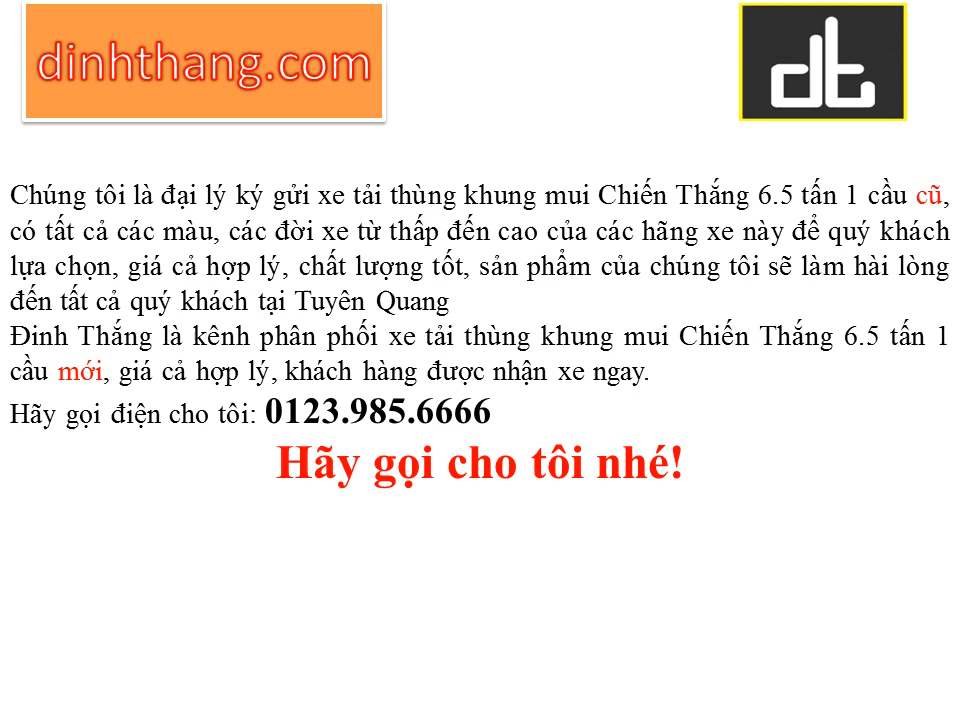 dinhthang.com
dt
Chúng tôi là đại lý ký gửi xe tải thùng khung mui Chiến Thắng 6.5 tấn 1 cầu cũ,
có tất cả các màu, các đời xe từ thấp đến cao của các hãng xe này để quý khách
lựa chọn, giá cả hợp lý, chất lượng tốt, sản phẩm của chúng tôi sẽ làm hài lòng
đến tất cả quý khách tại Tuyên Quang
Đinh Thắng là kênh phân phối xe tải thùng khung mui Chiến Thắng 6.5 tấn 1
cầu mới, giá cả hợp lý, khách hàng được nhận xe ngay.
Hãy gọi điện cho tôi: 0123.985.6666
Hãy gọi cho tôi nhé!